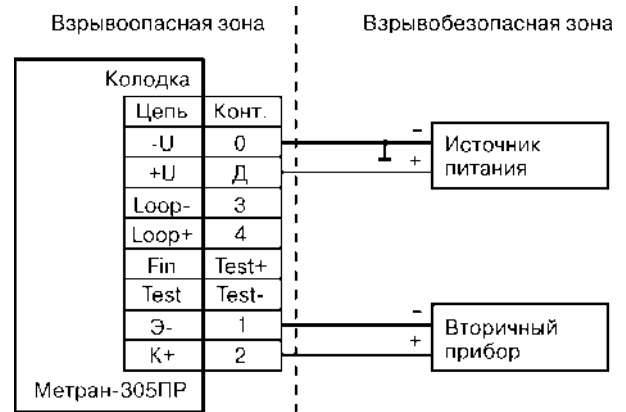 Взрывоопасная зона
Взрывобезопасная зона
Колодка
Цепь Конт.
-U 0
+U Д
Loop- 3
Loop+ 4
Fin Test+
Test Test-
Э- 1
К+ 2
Метран-305ПР
- Источник
+ питания
- Вторичный
+ прибор